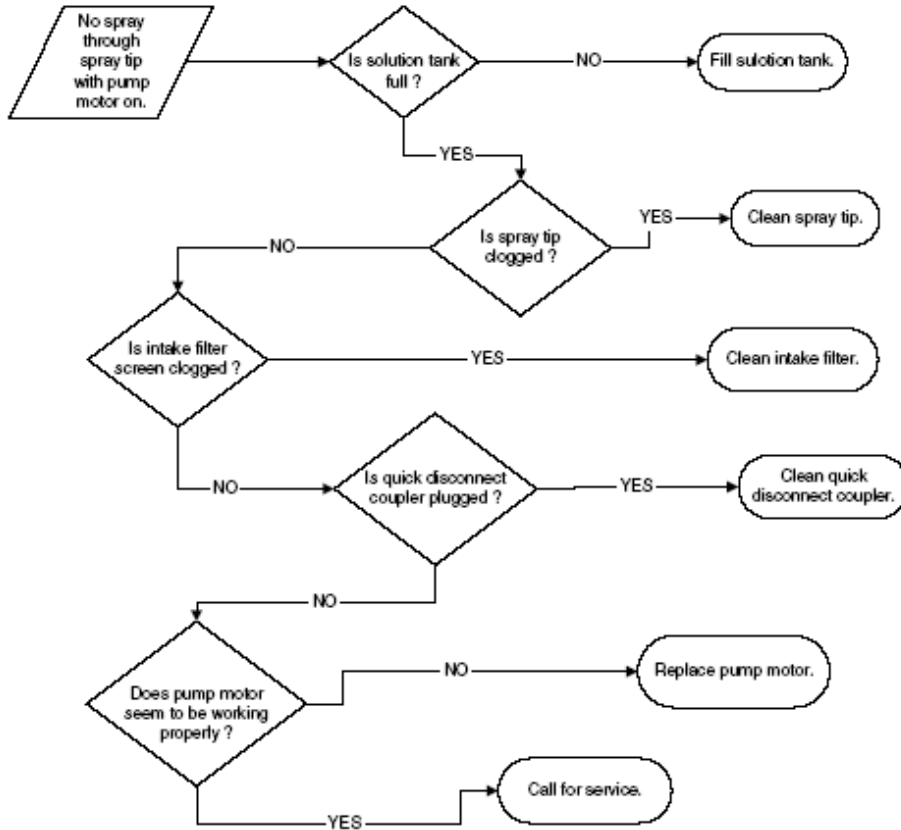 No spray
through
spray tip
with pump
motor on.
Is solution tank
full ?
NO
Fill sulotion tank.
YES
Is spray tip
clogged ?
YES
Clean spray tip.
NO
Is intake filter
screen clogged ?
YES
Clean intake filter.
NO
Is quick disconnect
coupler plugged ?
YES
Clean quick
disconnect coupler.
NO
Does pump motor
seem to be working
properly ?
NO
Replace pump motor.
YES
Call for service.